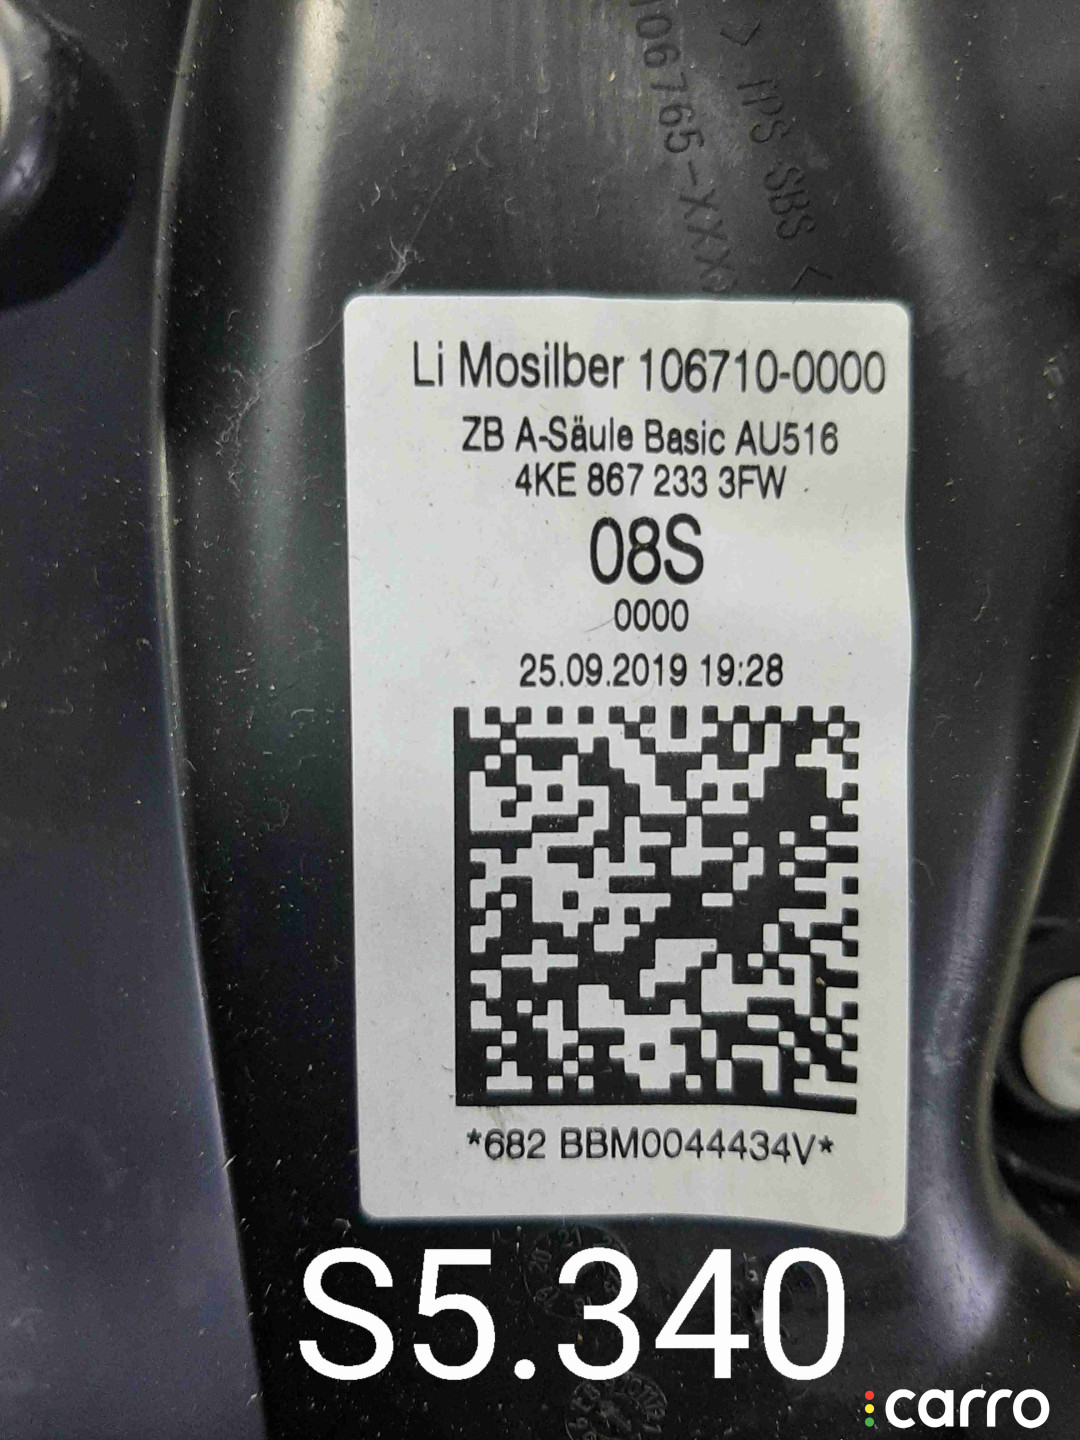 106765-XXX
> TPS SBS <
Li Mosilber 106710-0000
ZB A-Säule Basic AU516
4KE 867 233 3FW
08S
0000
25.09.2019 19:28
*682 BBM0044434V*
S5.340
carro